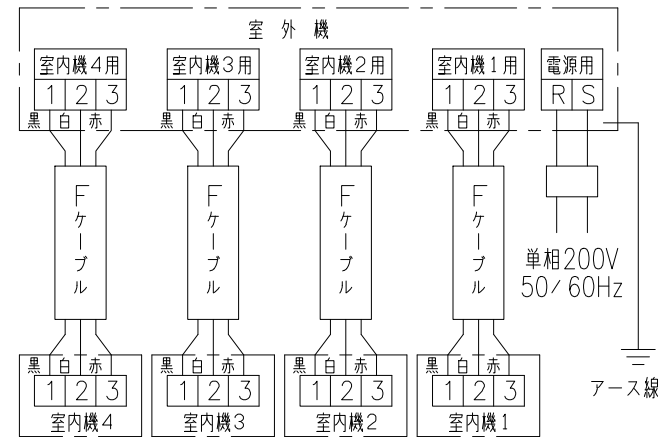 室外機
室内機4用 室内機3用 室内機2用 室内機1用 電源用
1 2 3 1 2 3 1 2 3 1 2 3 R S
黒 白 赤 黒 白 赤 黒 白 赤 黒 白 赤
Fケーブル Fケーブル Fケーブル Fケーブル
単相200V
50/60Hz
黒 白 赤 黒 白 赤 黒 白 赤 黒 白 赤
1 2 3 1 2 3 1 2 3 1 2 3
アース線
室内機4 室内機3 室内機2 室内機1